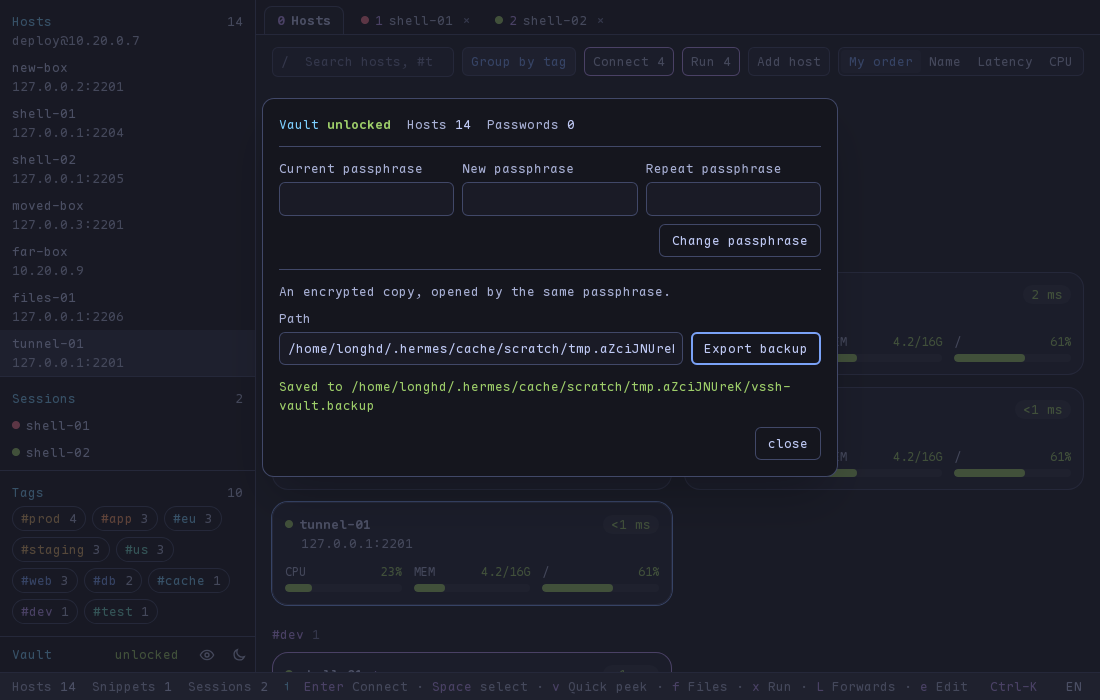 Hosts 14
deploy@10.20.0.7
new-box
127.0.0.2:2201
shell-01
127.0.0.1:2204
shell-02
127.0.0.1:2205
moved-box
127.0.0.3:2201
far-box
10.20.0.9
files-01
127.0.0.1:2206
tunnel-01
127.0.0.1:2201
Sessions 2
shell-01
shell-02
Tags 10
#prod 4 #app 3 #eu 3
#staging 3 #us 3
#web 3 #db 2 #cache 1
#dev 1 #test 1
Vault unlocked
0 Hosts 1 shell-01 × 2 shell-02 ×
/ Search hosts, #t Group by tag Connect 4 Run 4 Add host My order Name Latency CPU
Vault unlocked Hosts 14 Passwords 0
Current passphrase New passphrase Repeat passphrase
Change passphrase
An encrypted copy, opened by the same passphrase.
Path
/home/longhd/.hermes/cache/scratch/tmp.aZciJNUre Export backup
Saved to /home/longhd/.hermes/cache/scratch/tmp.aZciJNUreK/vssh-
vault.backup
close
2 ms
M 4.2/16G / 61%
<1 ms
M 4.2/16G / 61%
tunnel-01 <1 ms
127.0.0.1:2201
CPU 23% MEM 4.2/16G / 61%
#dev 1
Hosts 14 Snippets 1 Sessions 2 ↑ Enter Connect · Space select · v Quick peek · f Files · x Run · L Forwards · e Edit Ctrl-K EN